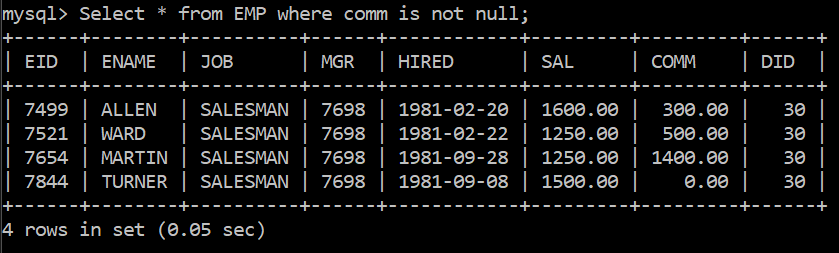 mysql> Select * from EMP where comm is not null;
+------+--------+----------+------+------------+---------+---------+------+
| EID  | ENAME  | JOB      | MGR  | HIRED      | SAL     | COMM    | DID  |
+------+--------+----------+------+------------+---------+---------+------+
| 7499 | ALLEN  | SALESMAN | 7698 | 1981-02-20 | 1600.00 |  300.00 |   30 |
| 7521 | WARD   | SALESMAN | 7698 | 1981-02-22 | 1250.00 |  500.00 |   30 |
| 7654 | MARTIN | SALESMAN | 7698 | 1981-09-28 | 1250.00 | 1400.00 |   30 |
| 7844 | TURNER | SALESMAN | 7698 | 1981-09-08 | 1500.00 |    0.00 |   30 |
+------+--------+----------+------+------------+---------+---------+------+
4 rows in set (0.05 sec)